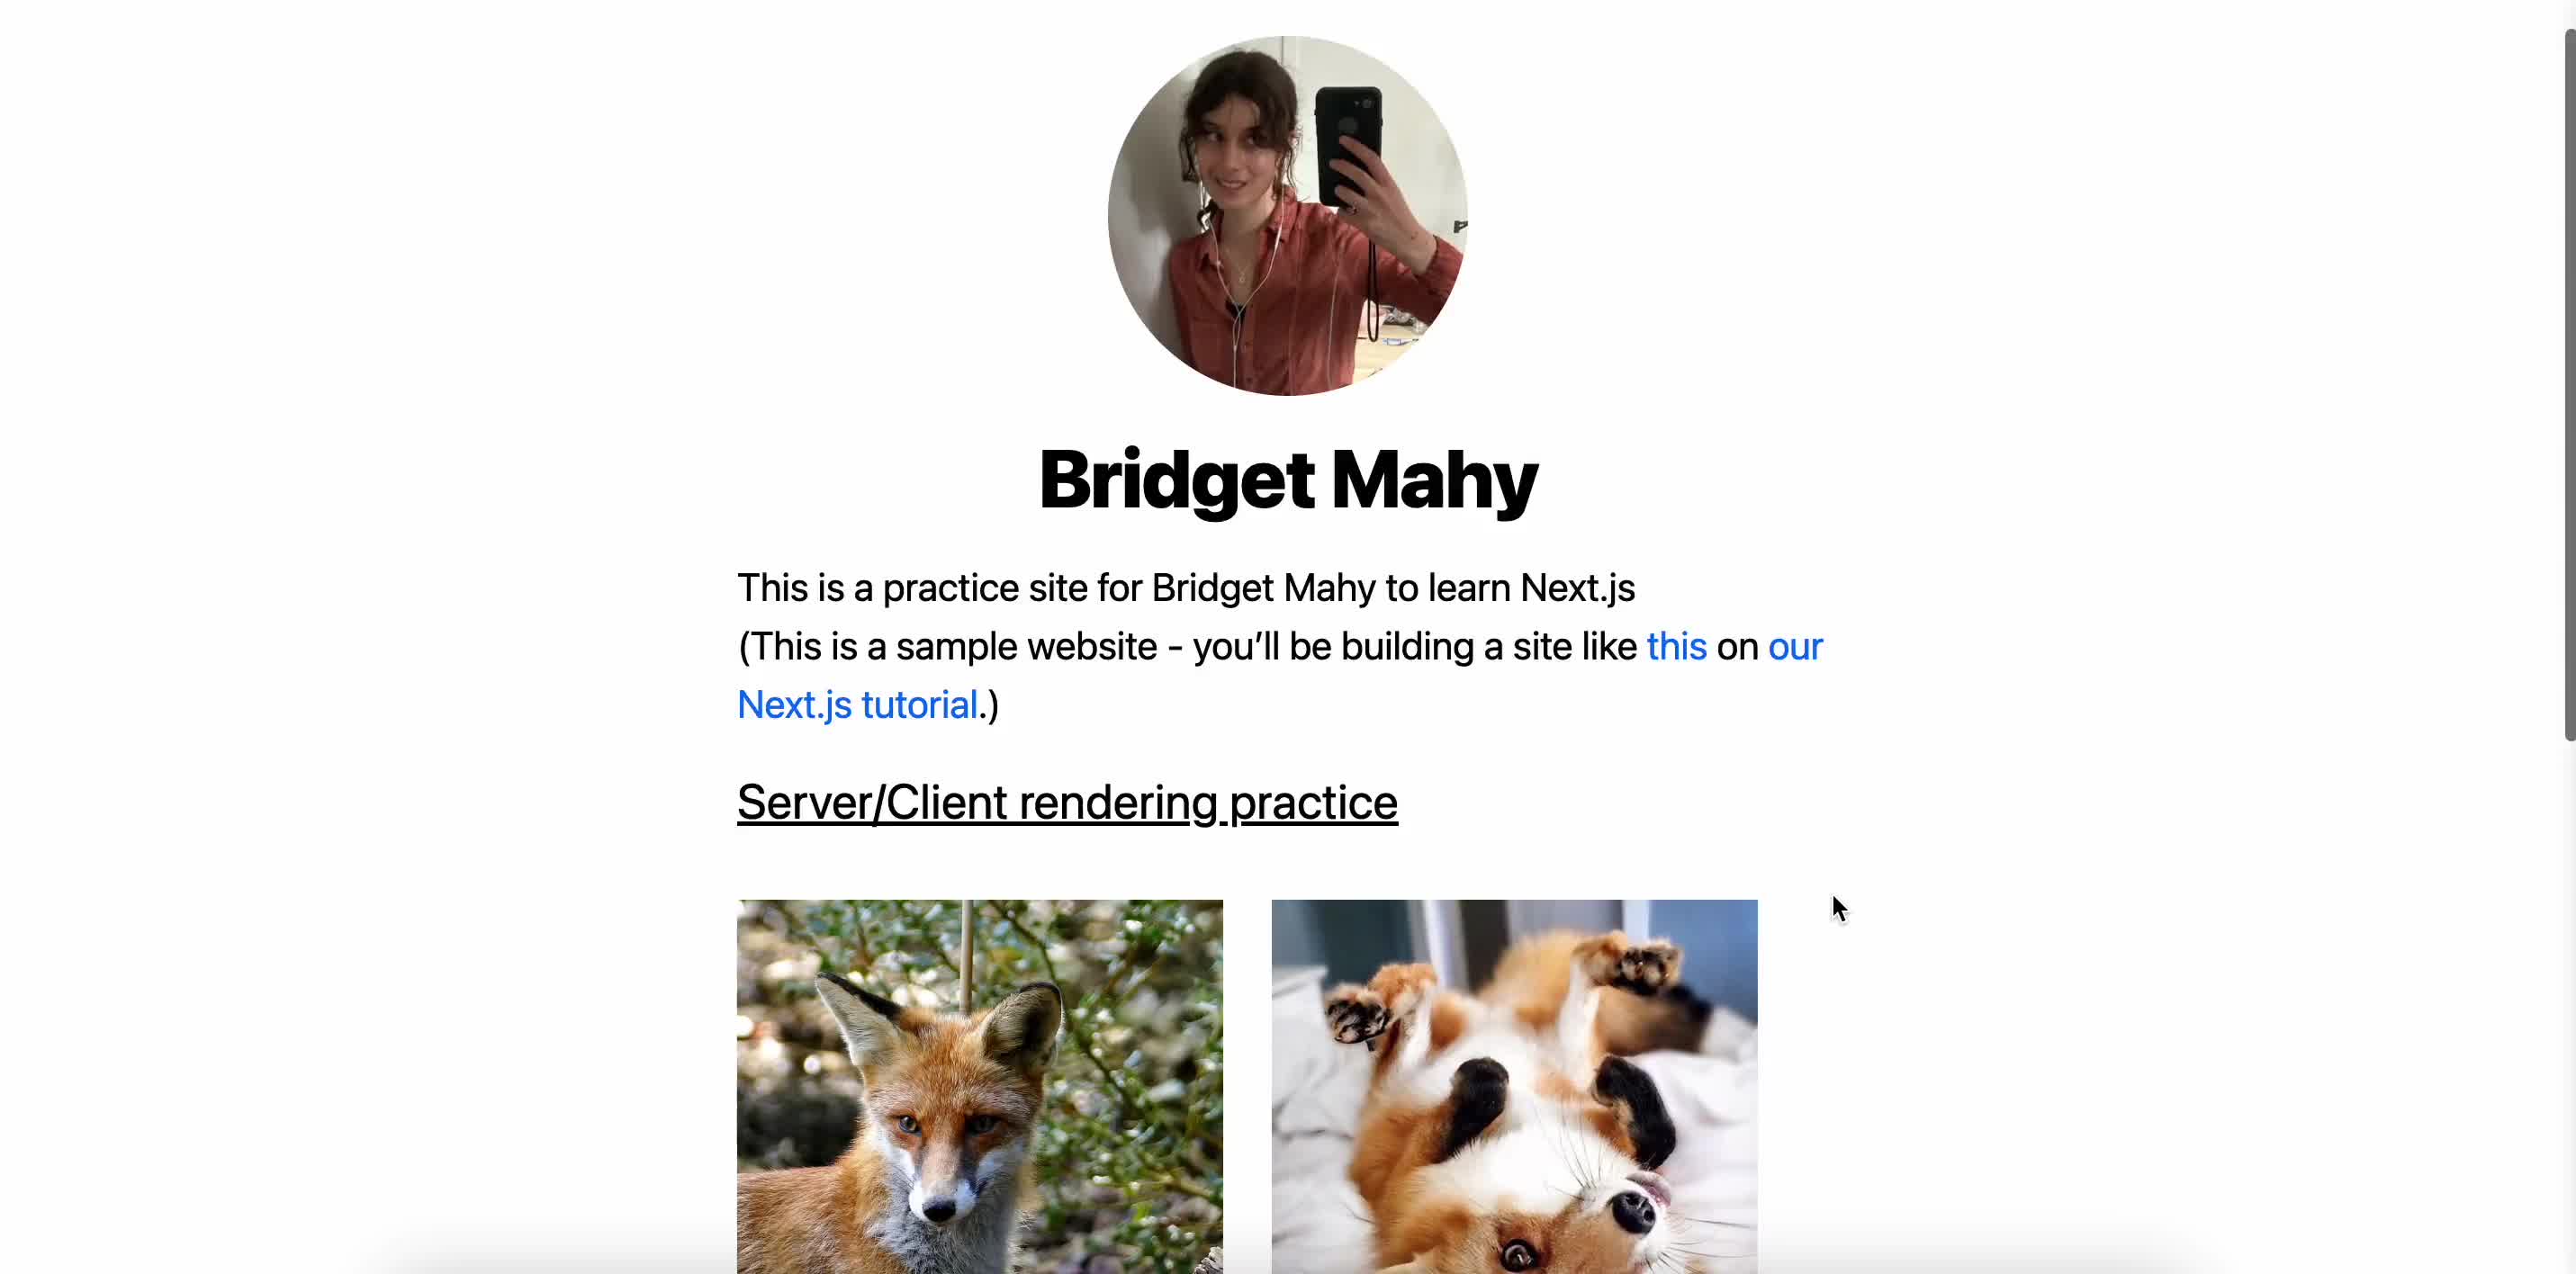 Bridget Mahy
This is a practice site for Bridget Mahy to learn Next.js
(This is a sample website - you’ll be building a site like this on our
Next.js tutorial.)
Server/Client rendering practice